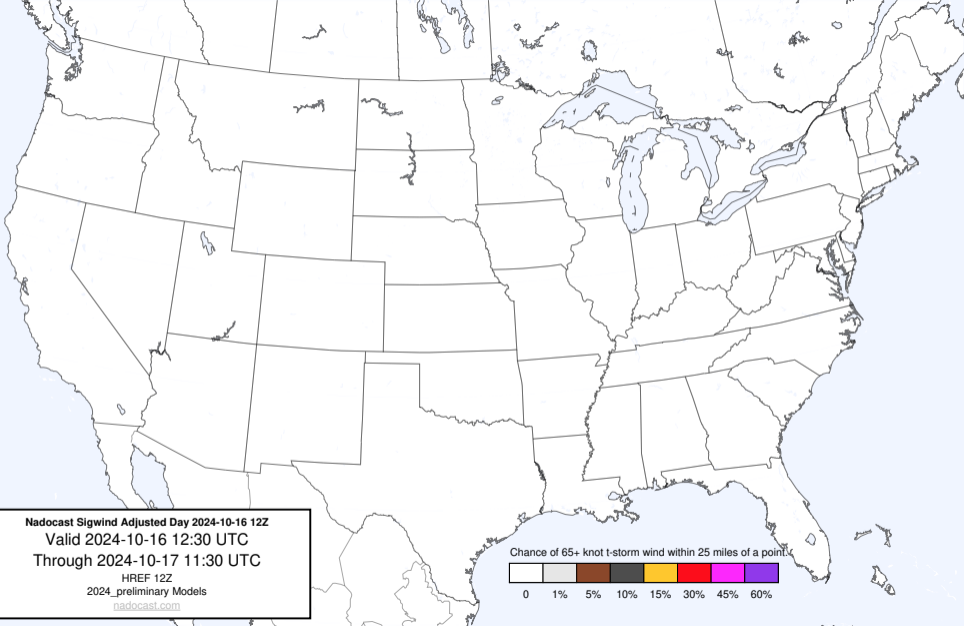 Nadocast Sigwind Adjusted Day 2024-10-16 12Z
Valid 2024-10-16 12:30 UTC
Through 2024-10-17 11:30 UTC
HREF 12Z
2024_preliminary Models
nadocast.com
Chance of 65+ knot t-storm wind within 25 miles of a point.
0 1% 5% 10% 15% 30% 45% 60%